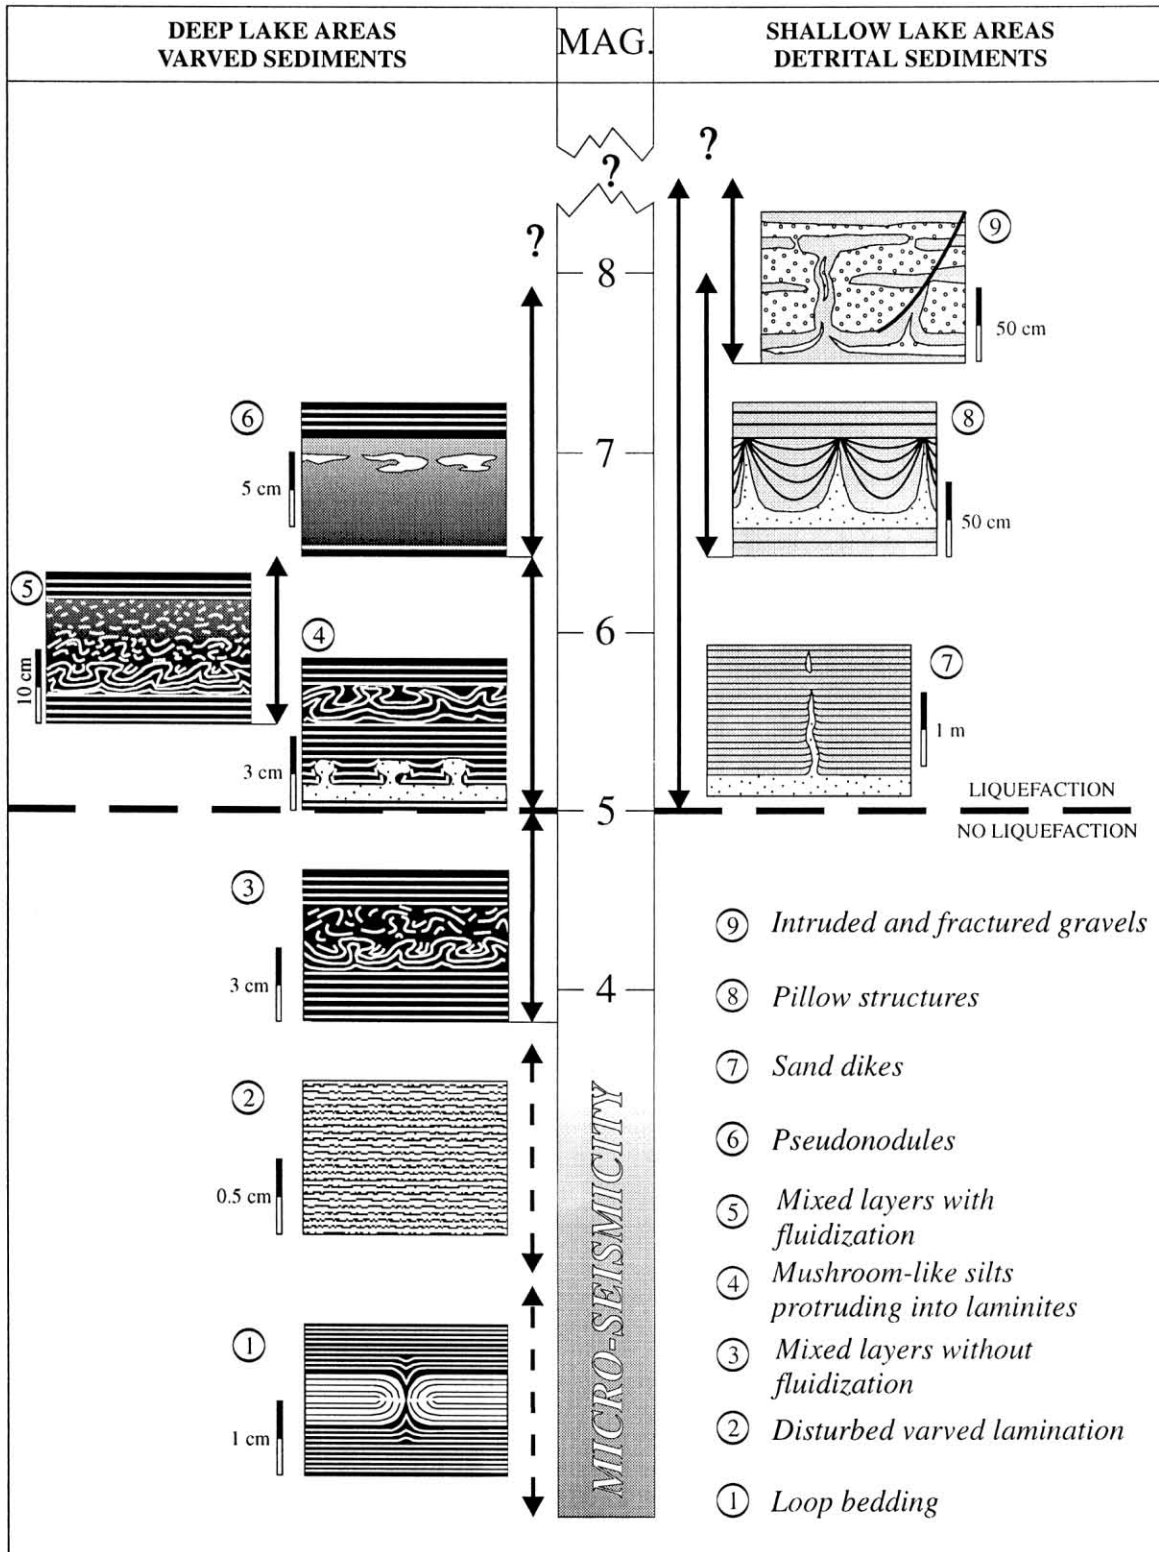 DEEP LAKE AREAS
VARVED SEDIMENTS
MAG.
SHALLOW LAKE AREAS
DETRITAL SEDIMENTS
?
?
?
8
9
50 cm
6
5 cm
7
8
50 cm
5
10 cm
4
3 cm
6
7
1 m
5
LIQUEFACTION
NO LIQUEFACTION
3
3 cm
4
2
0.5 cm
1
1 cm
MICRO-SEISMICITY
9 Intruded and fractured gravels
8 Pillow structures
7 Sand dikes
6 Pseudonodules
5 Mixed layers with
fluidization
4 Mushroom-like silts
protruding into laminites
3 Mixed layers without
fluidization
2 Disturbed varved lamination
1 Loop bedding